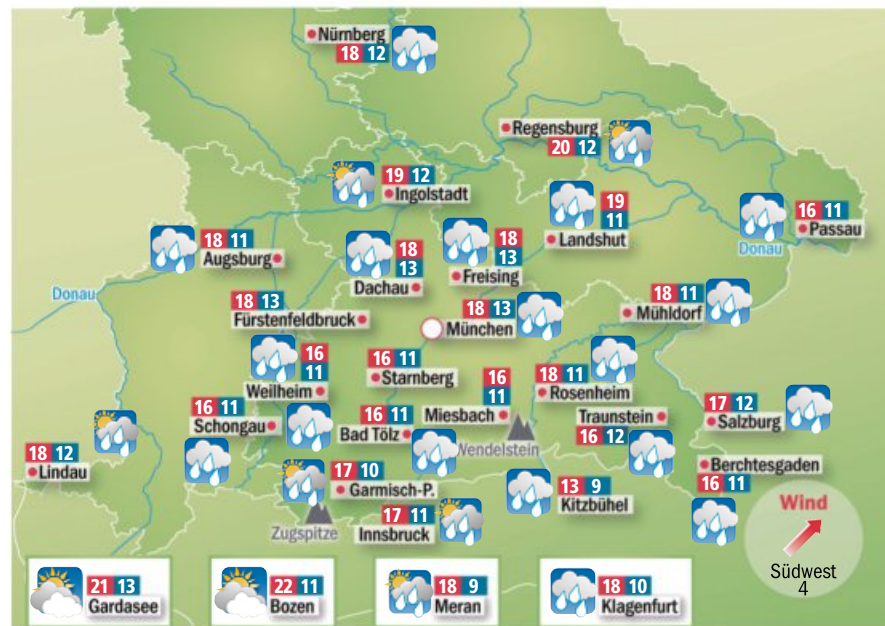 Nürnberg
18 12
Regensburg
20 12
19 12
Ingolstadt
19
11
Landshut
16 11
Passau
Donau
18 11
Augsburg
18
13
Dachau
18
13
Freising
Donau
18 13
Fürstenfeldbruck
18 13
München
18 11
Mühldorf
16
11
Weilheim
16 11
Starnberg
16
11
Miesbach
18 11
Rosenheim
16 11
Schongau
16 11
Bad Tölz
Wendelstein
Traunstein
16 12
17 12
Salzburg
18 12
Lindau
17 10
Garmisch-P.
Zugspitze
17 11
Innsbruck
13 9
Kitzbühel
Berchtesgaden
16 11
Wind
Südwest
4
21 13
Gardasee
22 11
Bozen
18 9
Meran
18 10
Klagenfurt